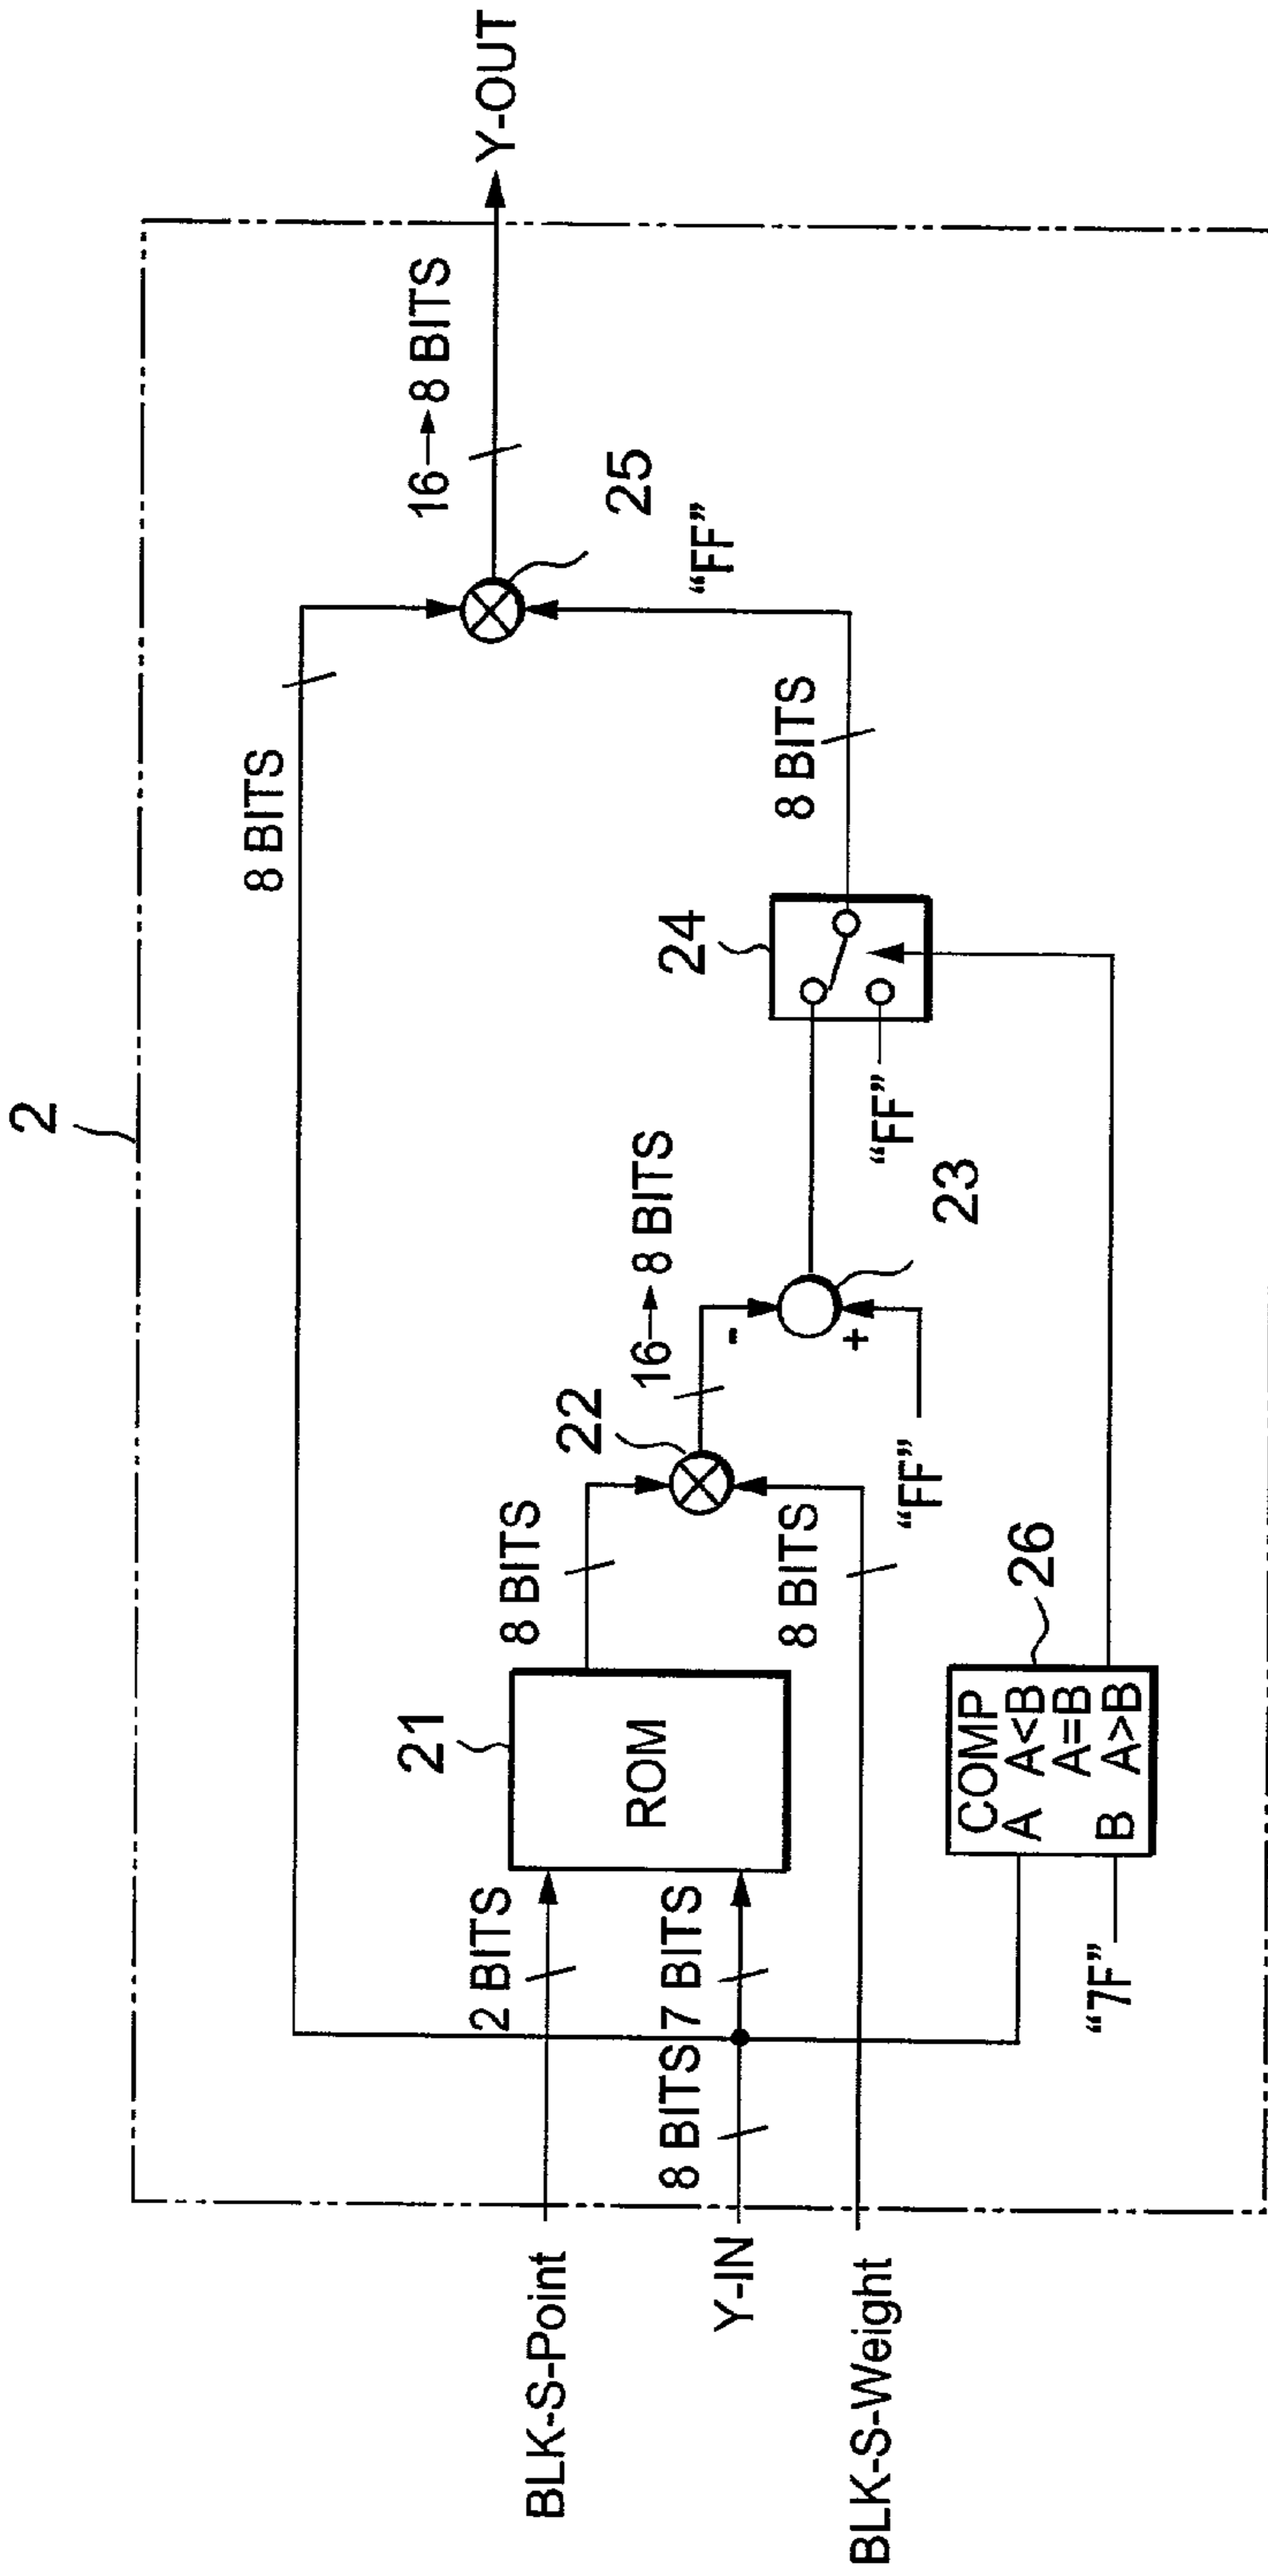 2
BLK-S-Point
Y-IN
BLK-S-Weight
2 BITS
8 BITS
7 BITS
21
ROM
8 BITS
8 BITS
22
16→8 BITS
-
+
"FF"
23
COMP
A A<B
A=B
B A>B
26
"7F"
24
"FF"
8 BITS
8 BITS
25
"FF"
16→8 BITS
Y-OUT